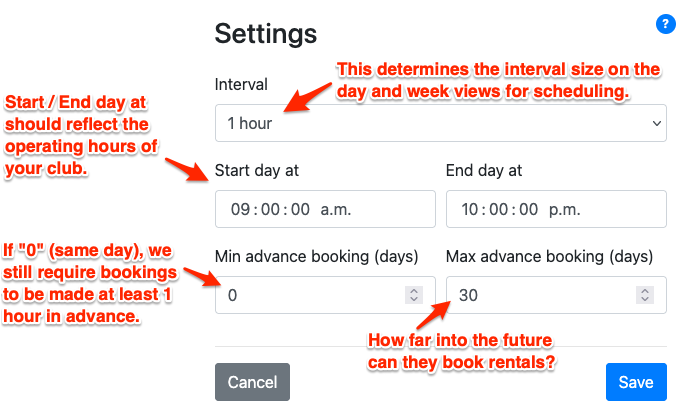 Settings
?
Interval
This determines the interval size on the
day and week views for scheduling.
1 hour
Start / End day at
should reflect the
operating hours of
your club.
Start day at
End day at
09:00:00 a.m.
10:00:00 p.m.
If "0" (same day), we
still require bookings
to be made at least 1
hour in advance.
Min advance booking (days)
Max advance booking (days)
0
30
How far into the future
can they book rentals?
Cancel
Save